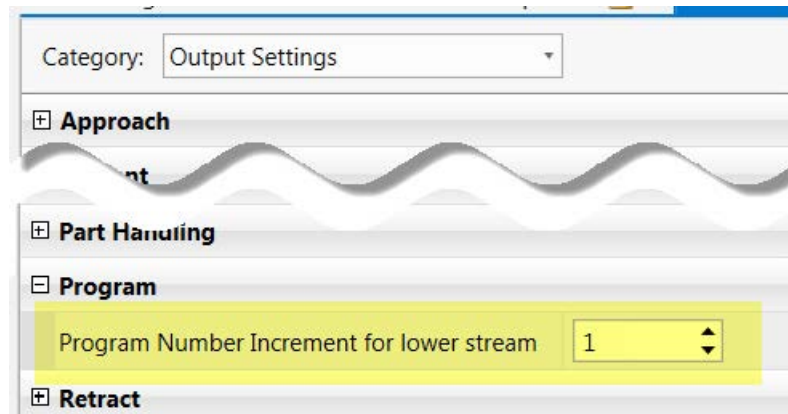 Category: Output Settings
Approach
Part Handling
Program
Program Number Increment for lower stream 1
Retract